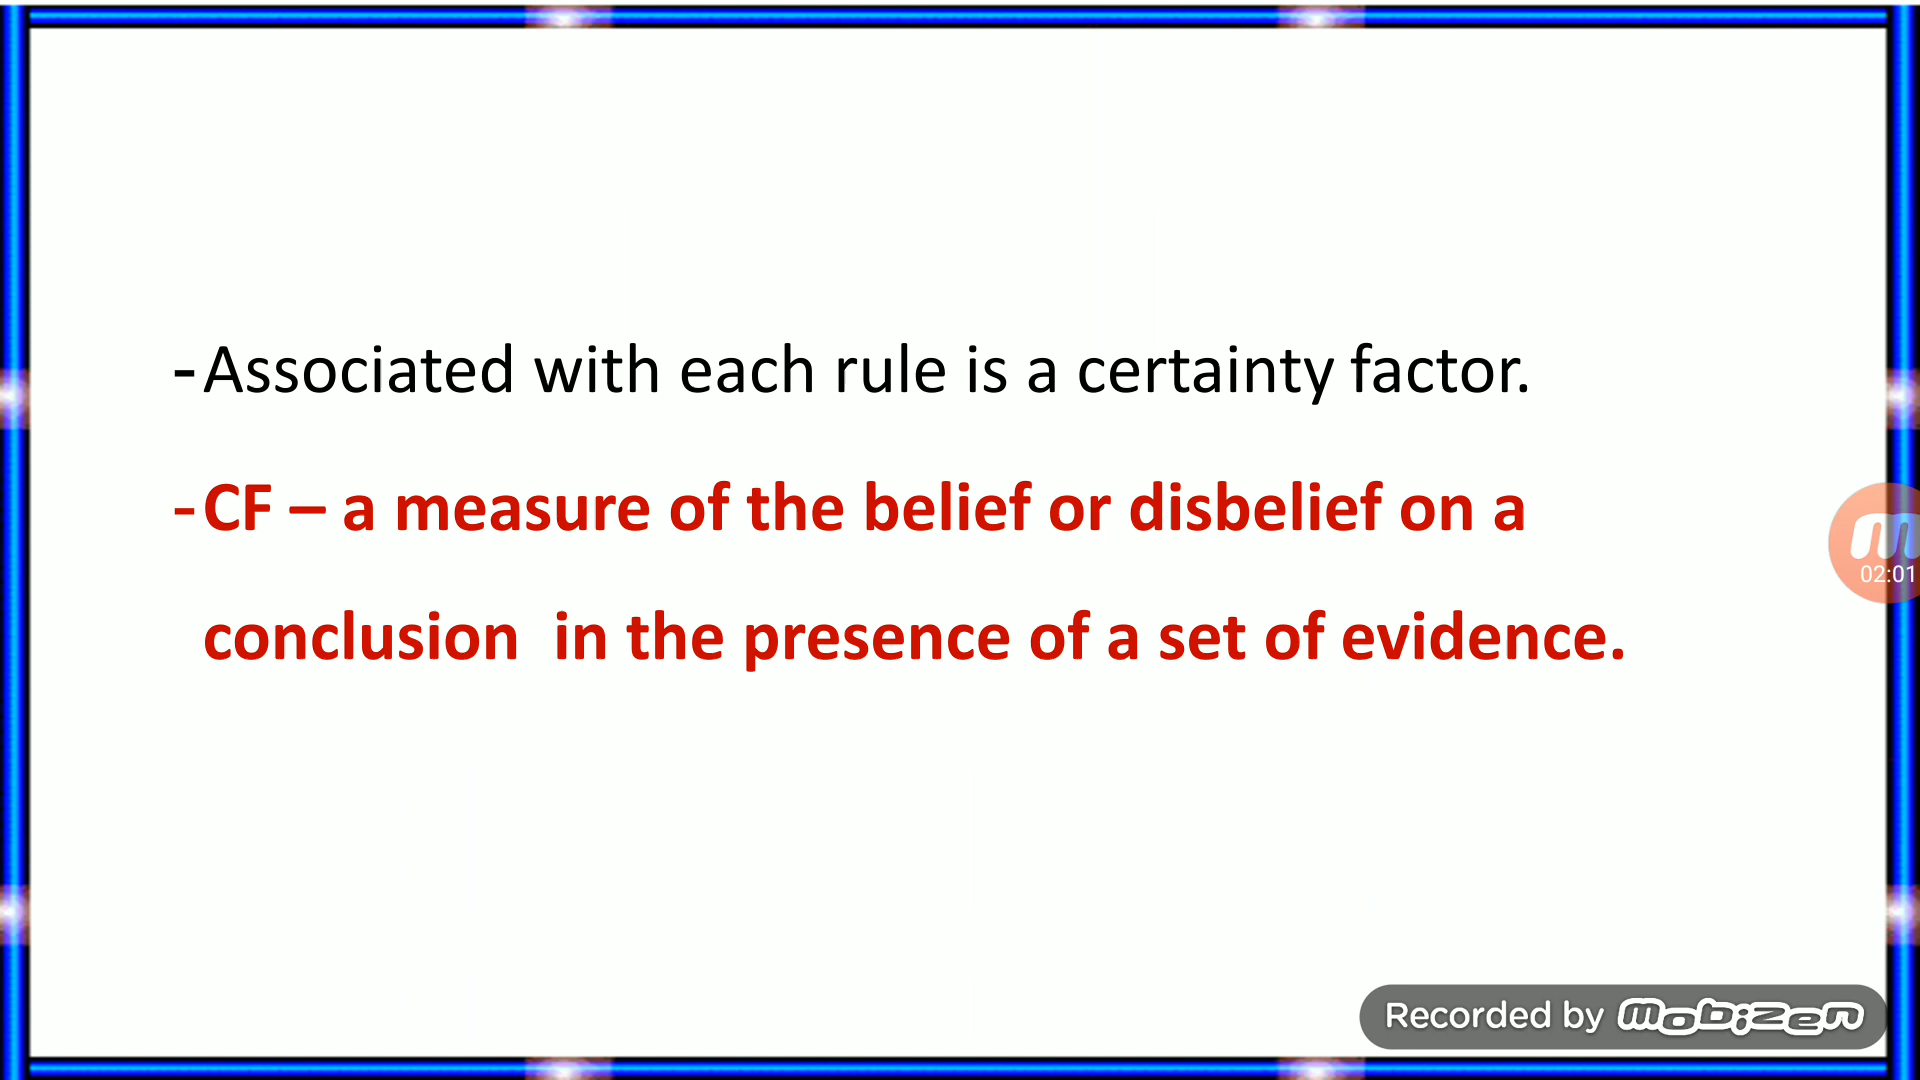 -Associated with each rule is a certainty factor.
-CF – a measure of the belief or disbelief on a
conclusion  in the presence of a set of evidence.
02:01
Recorded by mobizen